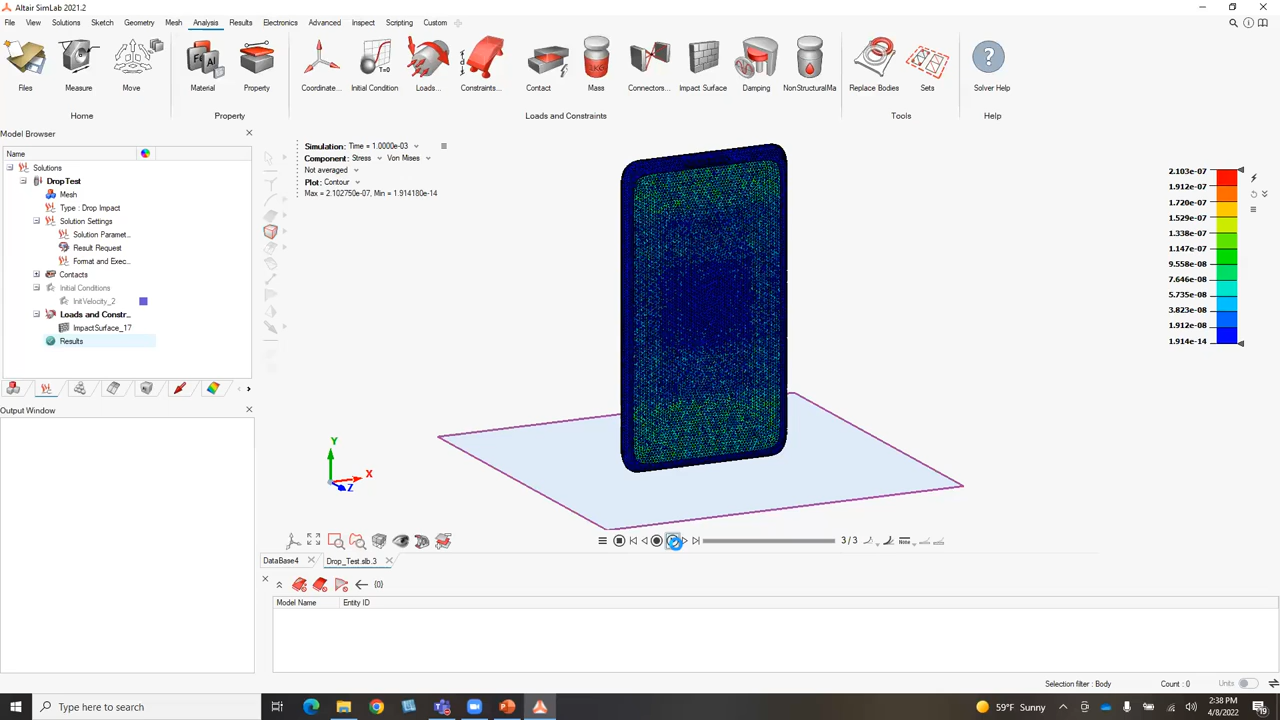 Altair SimLab 2021.2
File View Solutions Sketch Geometry Mesh Analysis Results Electronics Advanced Inspect Scripting Custom
Files Measure Move Material Property Coordinate... Initial Condition Loads... Constraints... Contact Mass Connectors... Impact Surface Damping NonStructuralMa Replace Bodies Sets Solver Help
Home Property Loads and Constraints Tools Help
Model Browser
Name
Solutions
DropTest
Mesh
Type : Drop Impact
Solution Settings
Solution Paramet...
Result Request
Format and Exec...
Contacts
Initial Conditions
InitVelocity_2
Loads and Constr...
ImpactSurface_17
Results
Output Window
Simulation: Time = 1.0000e-03
Component: Stress Von Mises
Not averaged
Plot: Contour
Max = 2.102750e-07, Min = 1.914180e-14
2.103e-07
1.912e-07
1.720e-07
1.529e-07
1.338e-07
1.147e-07
9.558e-08
7.646e-08
5.735e-08
3.823e-08
1.912e-08
1.914e-14
Y
X
Z
3/3
None
DataBase4 Drop_Test.slb.3
{0}
Model Name Entity ID
Selection filter : Body Count : 0 Units
Type here to search
59°F Sunny
2:38 PM
4/8/2022